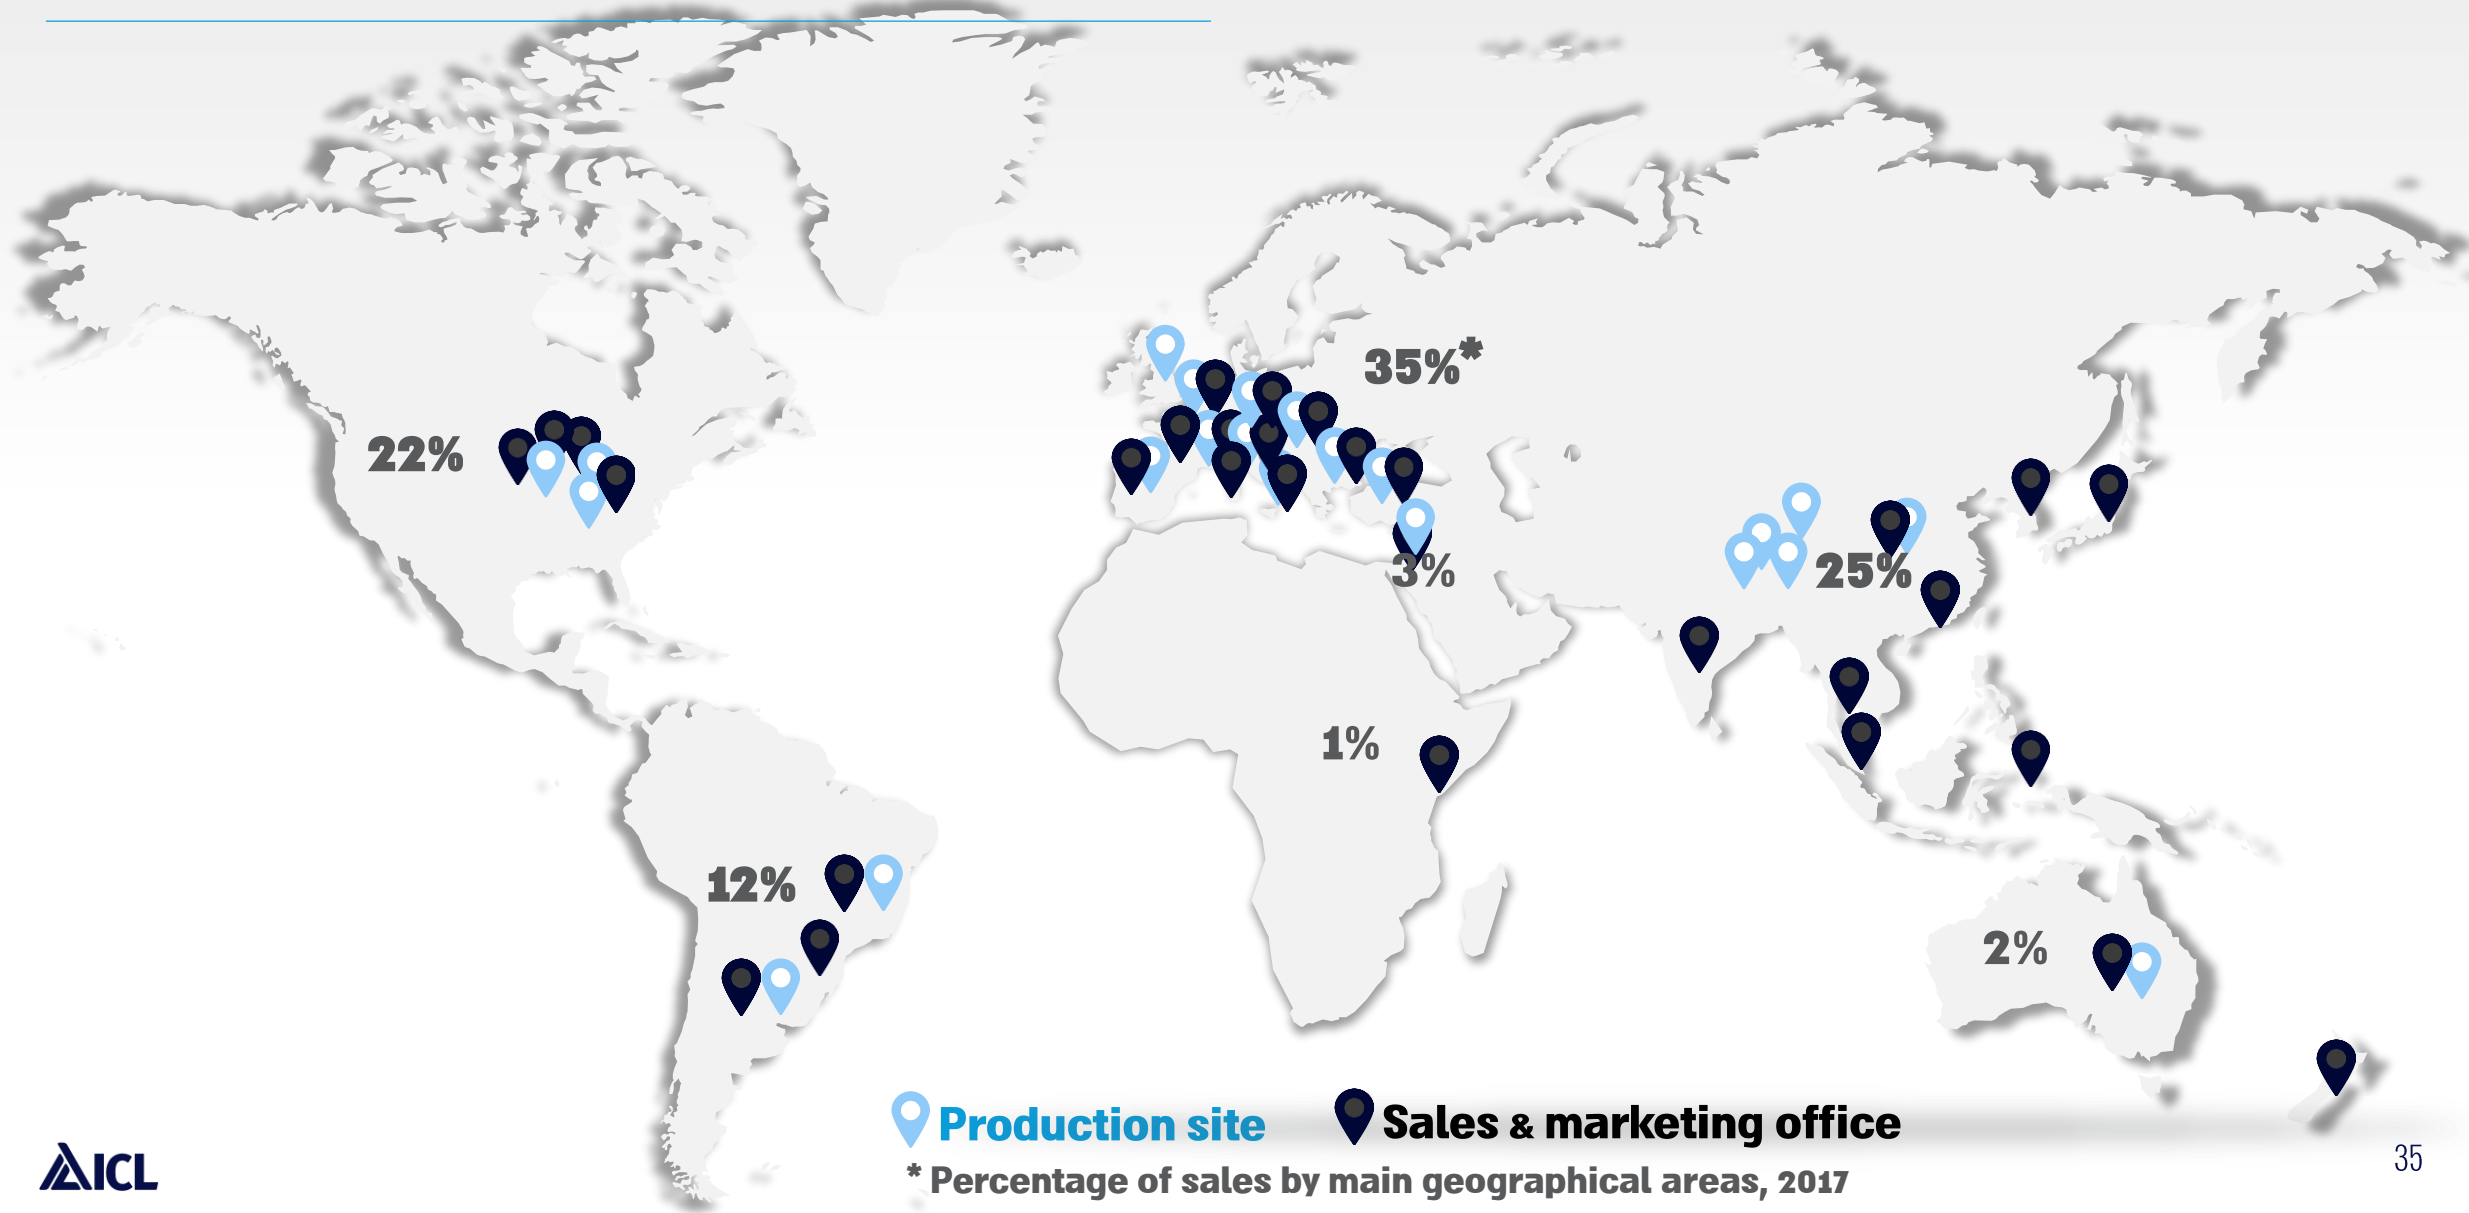 35%*
22%
3%
25%
1%
12%
2%
Production site
Sales & marketing office
* Percentage of sales by main geographical areas, 2017
ICL
35